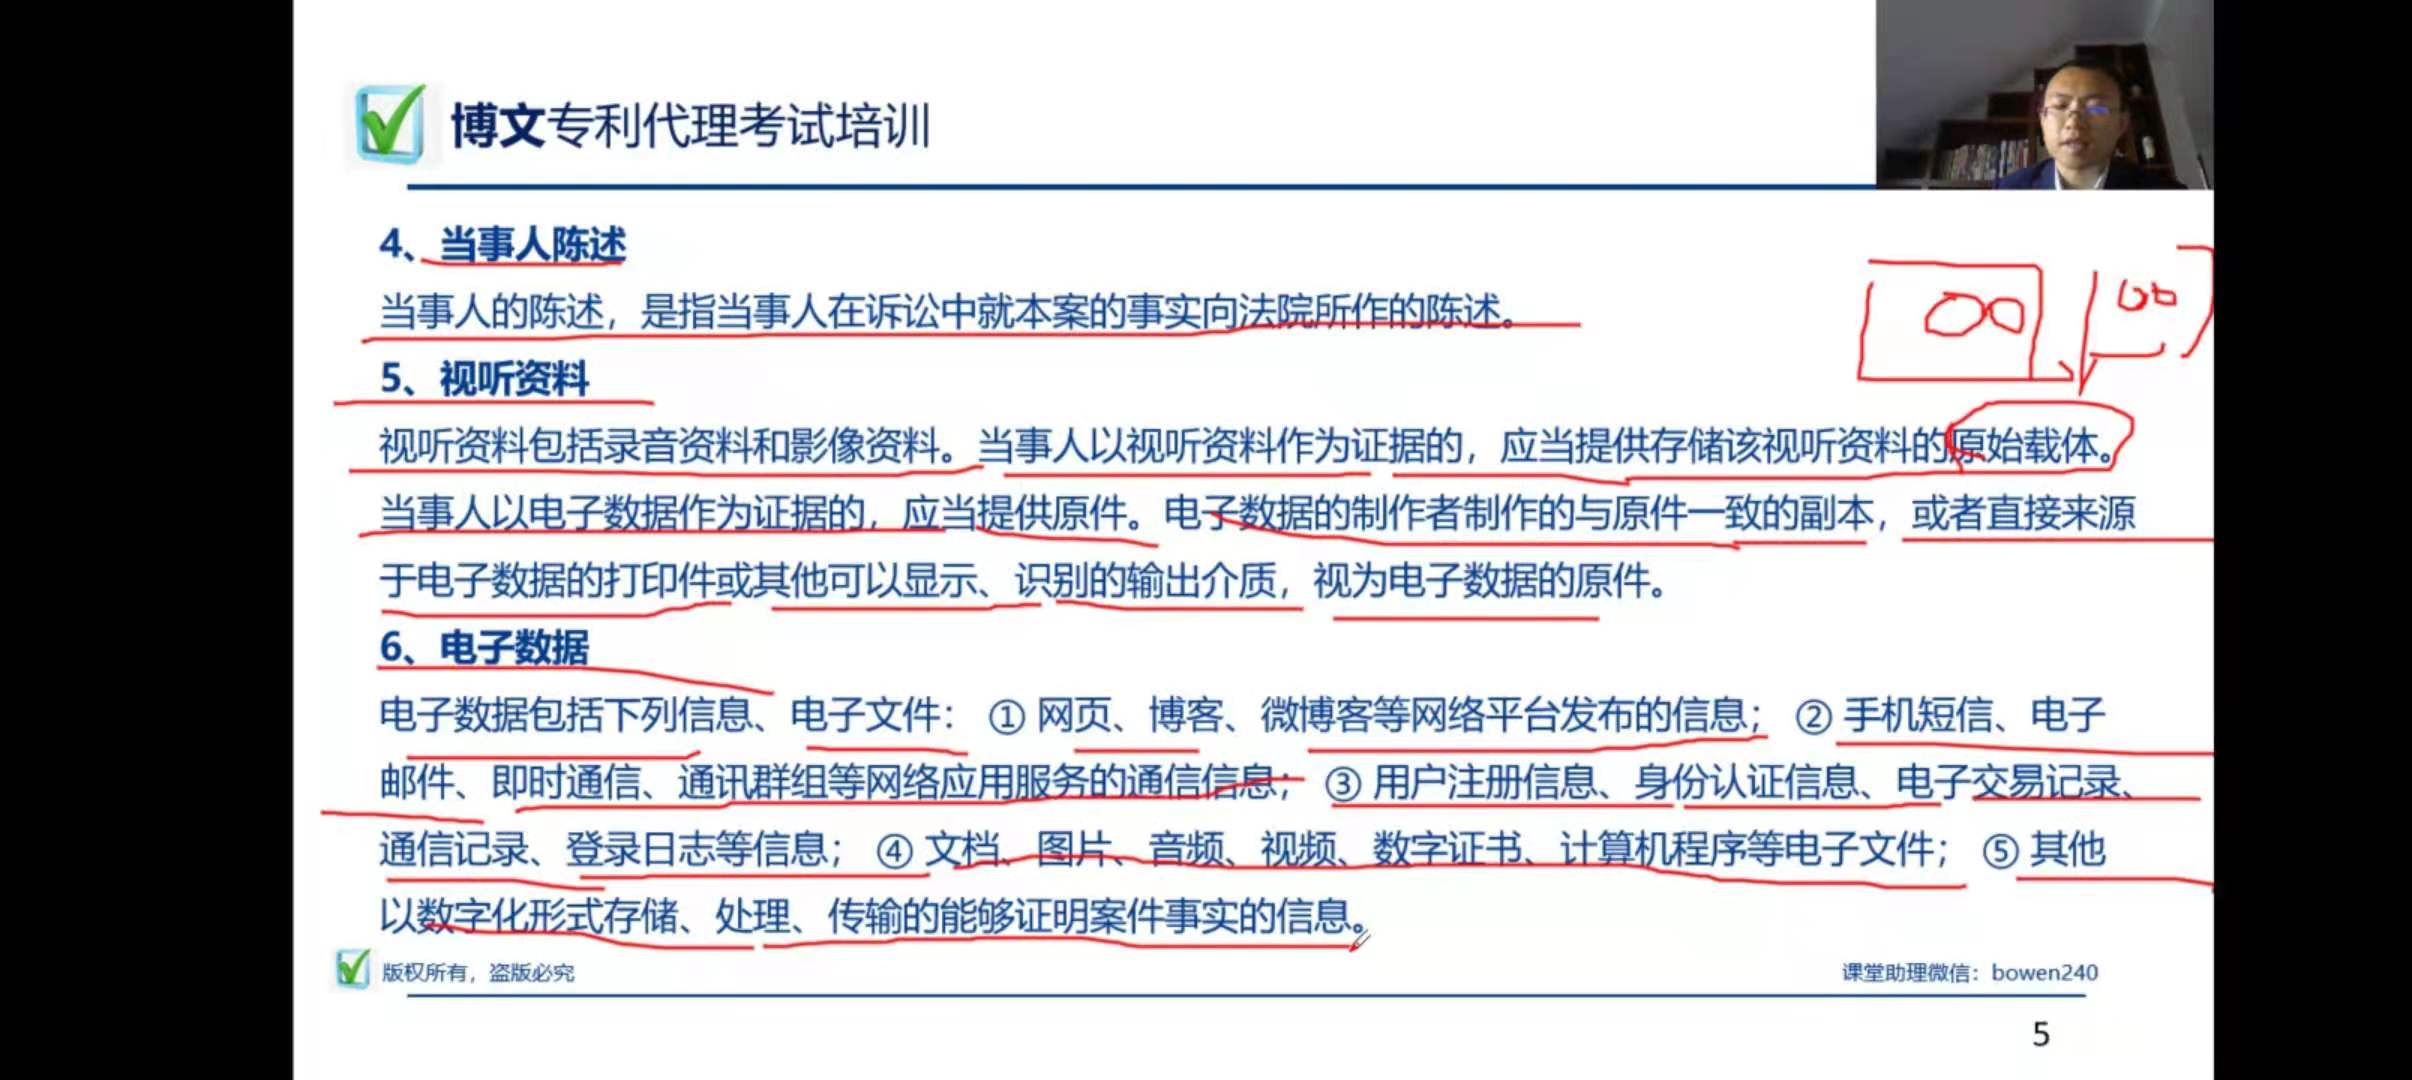 博文专利代理考试培训
4、当事人陈述
当事人的陈述，是指当事人在诉讼中就本案的事实向法院所作的陈述。
5、视听资料
视听资料包括录音资料和影像资料。当事人以视听资料作为证据的，应当提供存储该视听资料的原始载体。
当事人以电子数据作为证据的，应当提供原件。电子数据的制作者制作的与原件一致的副本，或者直接来源
于电子数据的打印件或其他可以显示、识别的输出介质，视为电子数据的原件。
6、电子数据
电子数据包括下列信息、电子文件：① 网页、博客、微博客等网络平台发布的信息；② 手机短信、电子
邮件、即时通信、通讯群组等网络应用服务的通信信息；③ 用户注册信息、身份认证信息、电子交易记录、
通信记录、登录日志等信息；④ 文档、图片、音频、视频、数字证书、计算机程序等电子文件；⑤ 其他
以数字化形式存储、处理、传输的能够证明案件事实的信息。
版权所有，盗版必究
课堂助理微信：bowen240
5